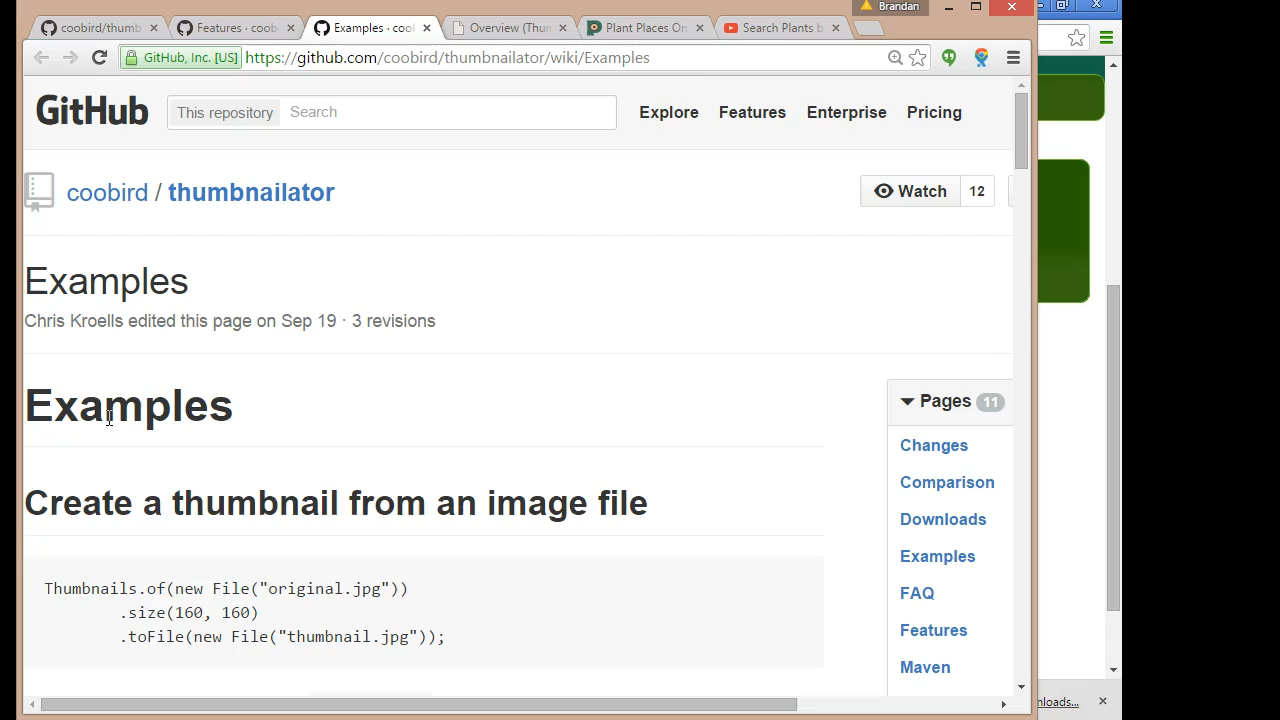 Brandan
coobird/thumb
Features · coob
Examples · coo
Overview (Thun
Plant Places On
Search Plants b
GitHub, Inc. [US]
https://github.com/coobird/thumbnailator/wiki/Examples
GitHub
This repository
Search
Explore
Features
Enterprise
Pricing
coobird / thumbnailator
Watch
12
Examples
Chris Kroells edited this page on Sep 19 · 3 revisions
Examples
Create a thumbnail from an image file
Thumbnails.of(new File("original.jpg"))
.size(160, 160)
.toFile(new File("thumbnail.jpg"));
Pages 11
Changes
Comparison
Downloads
Examples
FAQ
Features
Maven
nloads...